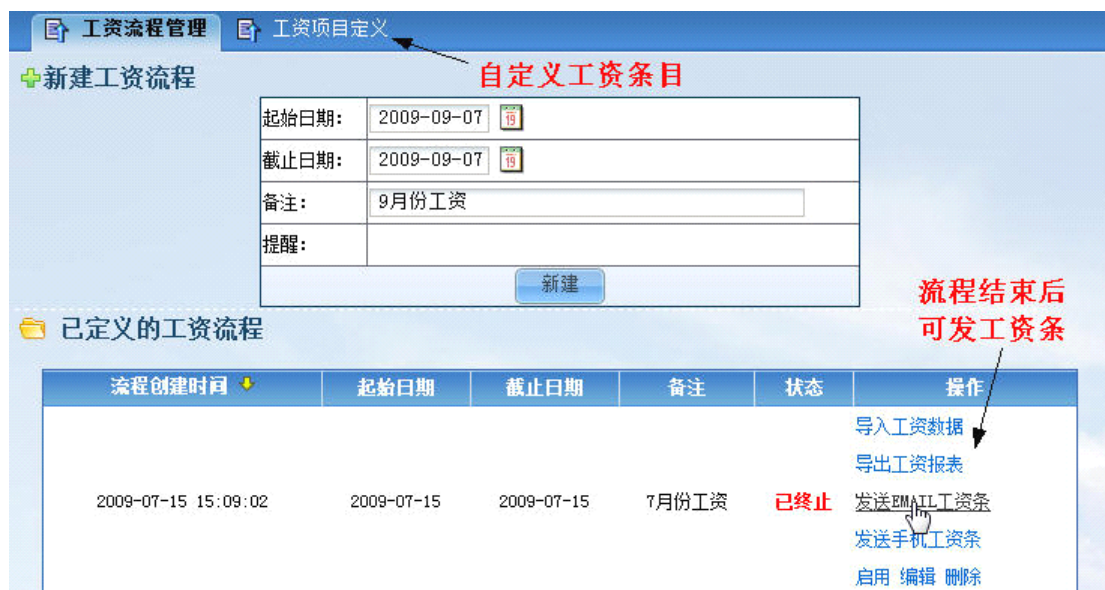 工资流程管理 工资项目定义
自定义工资条目
新建工资流程
起始日期： 2009-09-07 19
截止日期： 2009-09-07 19
备注： 9月份工资
提醒：
新建
流程结束后
可发工资条
已定义的工资流程
流程创建时间 起始日期 截止日期 备注 状态 操作
导入工资数据
导出工资报表
2009-07-15 15:09:02 2009-07-15 2009-07-15 7月份工资 已终止 发送EMAIL工资条
发送手机工资条
启用 编辑 删除